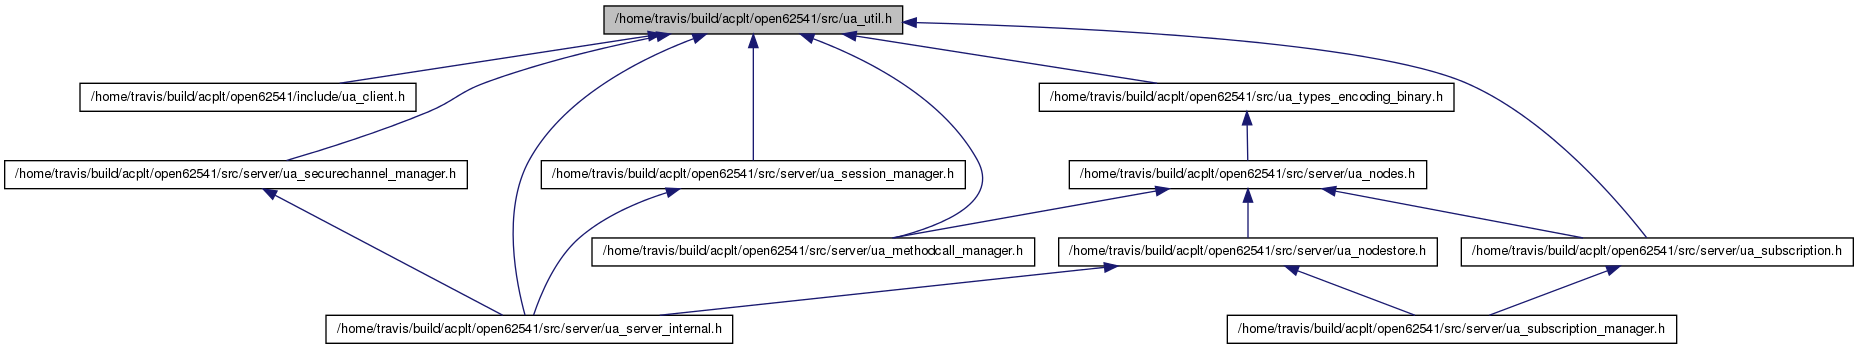 /home/travis/build/acplt/open62541/src/ua_util.h
/home/travis/build/acplt/open62541/include/ua_client.h
/home/travis/build/acplt/open62541/src/ua_types_encoding_binary.h
/home/travis/build/acplt/open62541/src/server/ua_securechannel_manager.h
/home/travis/build/acplt/open62541/src/server/ua_session_manager.h
/home/travis/build/acplt/open62541/src/server/ua_nodes.h
/home/travis/build/acplt/open62541/src/server/ua_methodcall_manager.h
/home/travis/build/acplt/open62541/src/server/ua_nodestore.h
/home/travis/build/acplt/open62541/src/server/ua_subscription.h
/home/travis/build/acplt/open62541/src/server/ua_server_internal.h
/home/travis/build/acplt/open62541/src/server/ua_subscription_manager.h